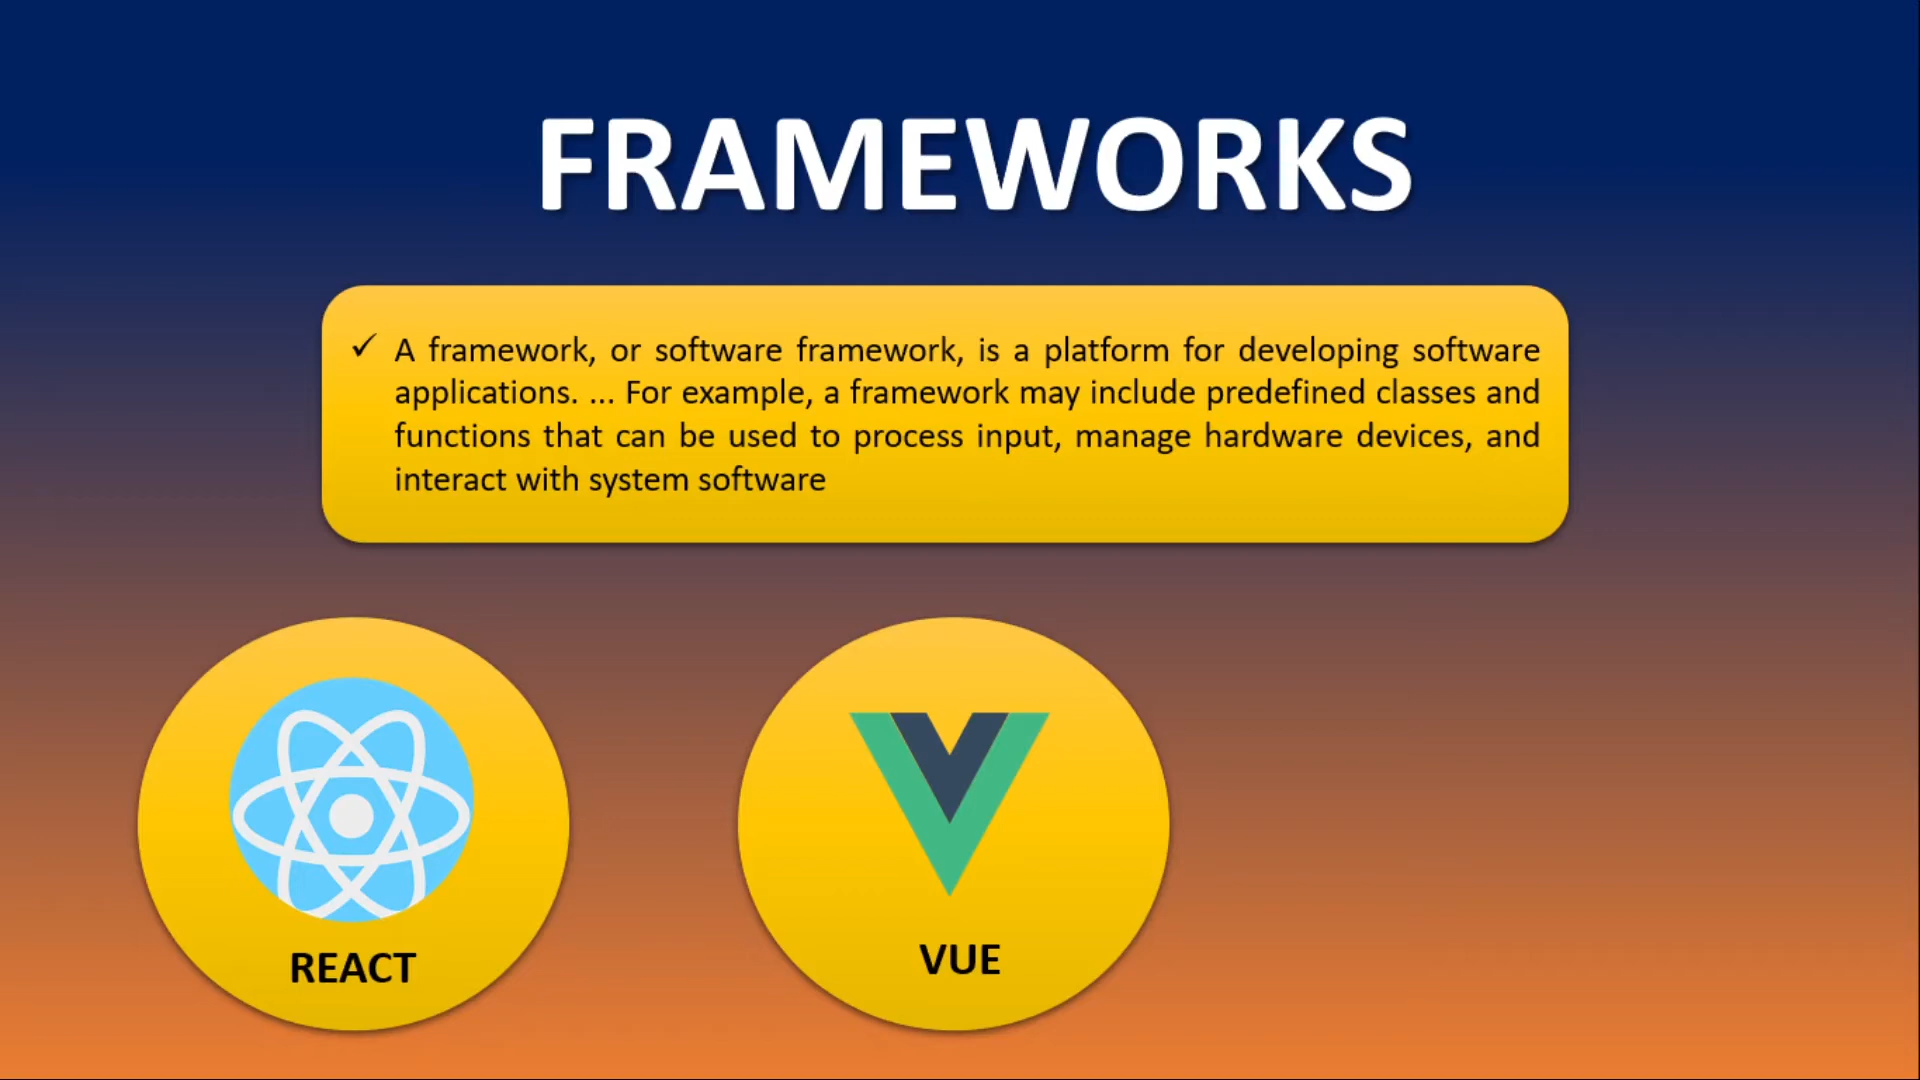 FRAMEWORKS
✓ A framework, or software framework, is a platform for developing software
applications. ... For example, a framework may include predefined classes and
functions that can be used to process input, manage hardware devices, and
interact with system software
REACT
VUE